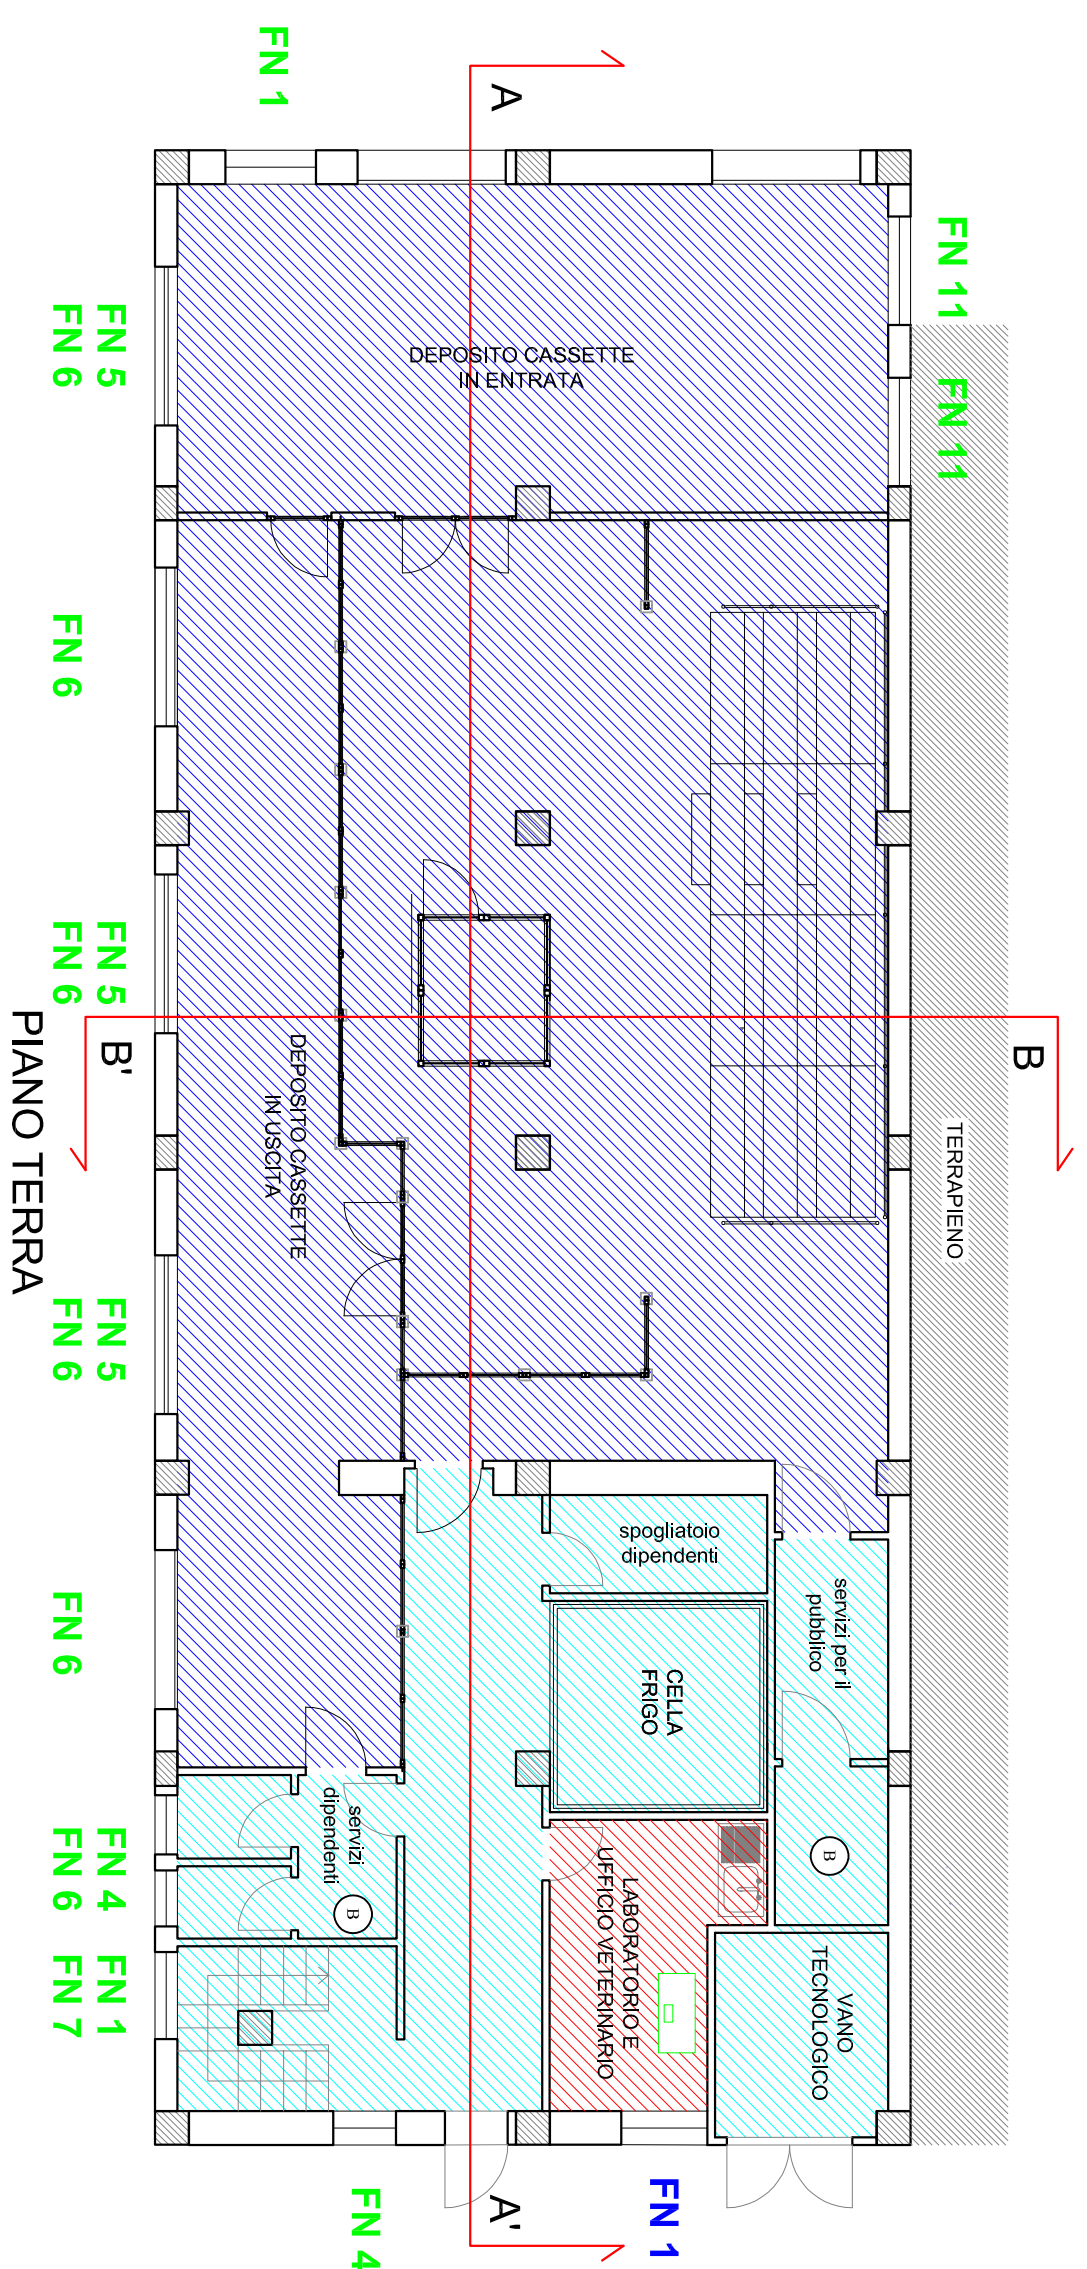 FN 1
A
FN 11
FN 11
FN 5
FN 6
DEPOSITO CASSETTE
IN ENTRATA
FN 6
FN 5
FN 6
B
B'
TERRAPIENO
DEPOSITO CASSETTE
IN USCITA
PIANO TERRA
FN 5
FN 6
spogliatoio
dipendenti
servizi per il
pubblico
FN 6
CELLA
FRIGO
servizi
dipendenti
B
B
FN 4
FN 6
LABORATORIO E
UFFICIO VETERINARIO
VANO
TECNOLOGICO
FN 1
FN 7
FN 4
A'
FN 1